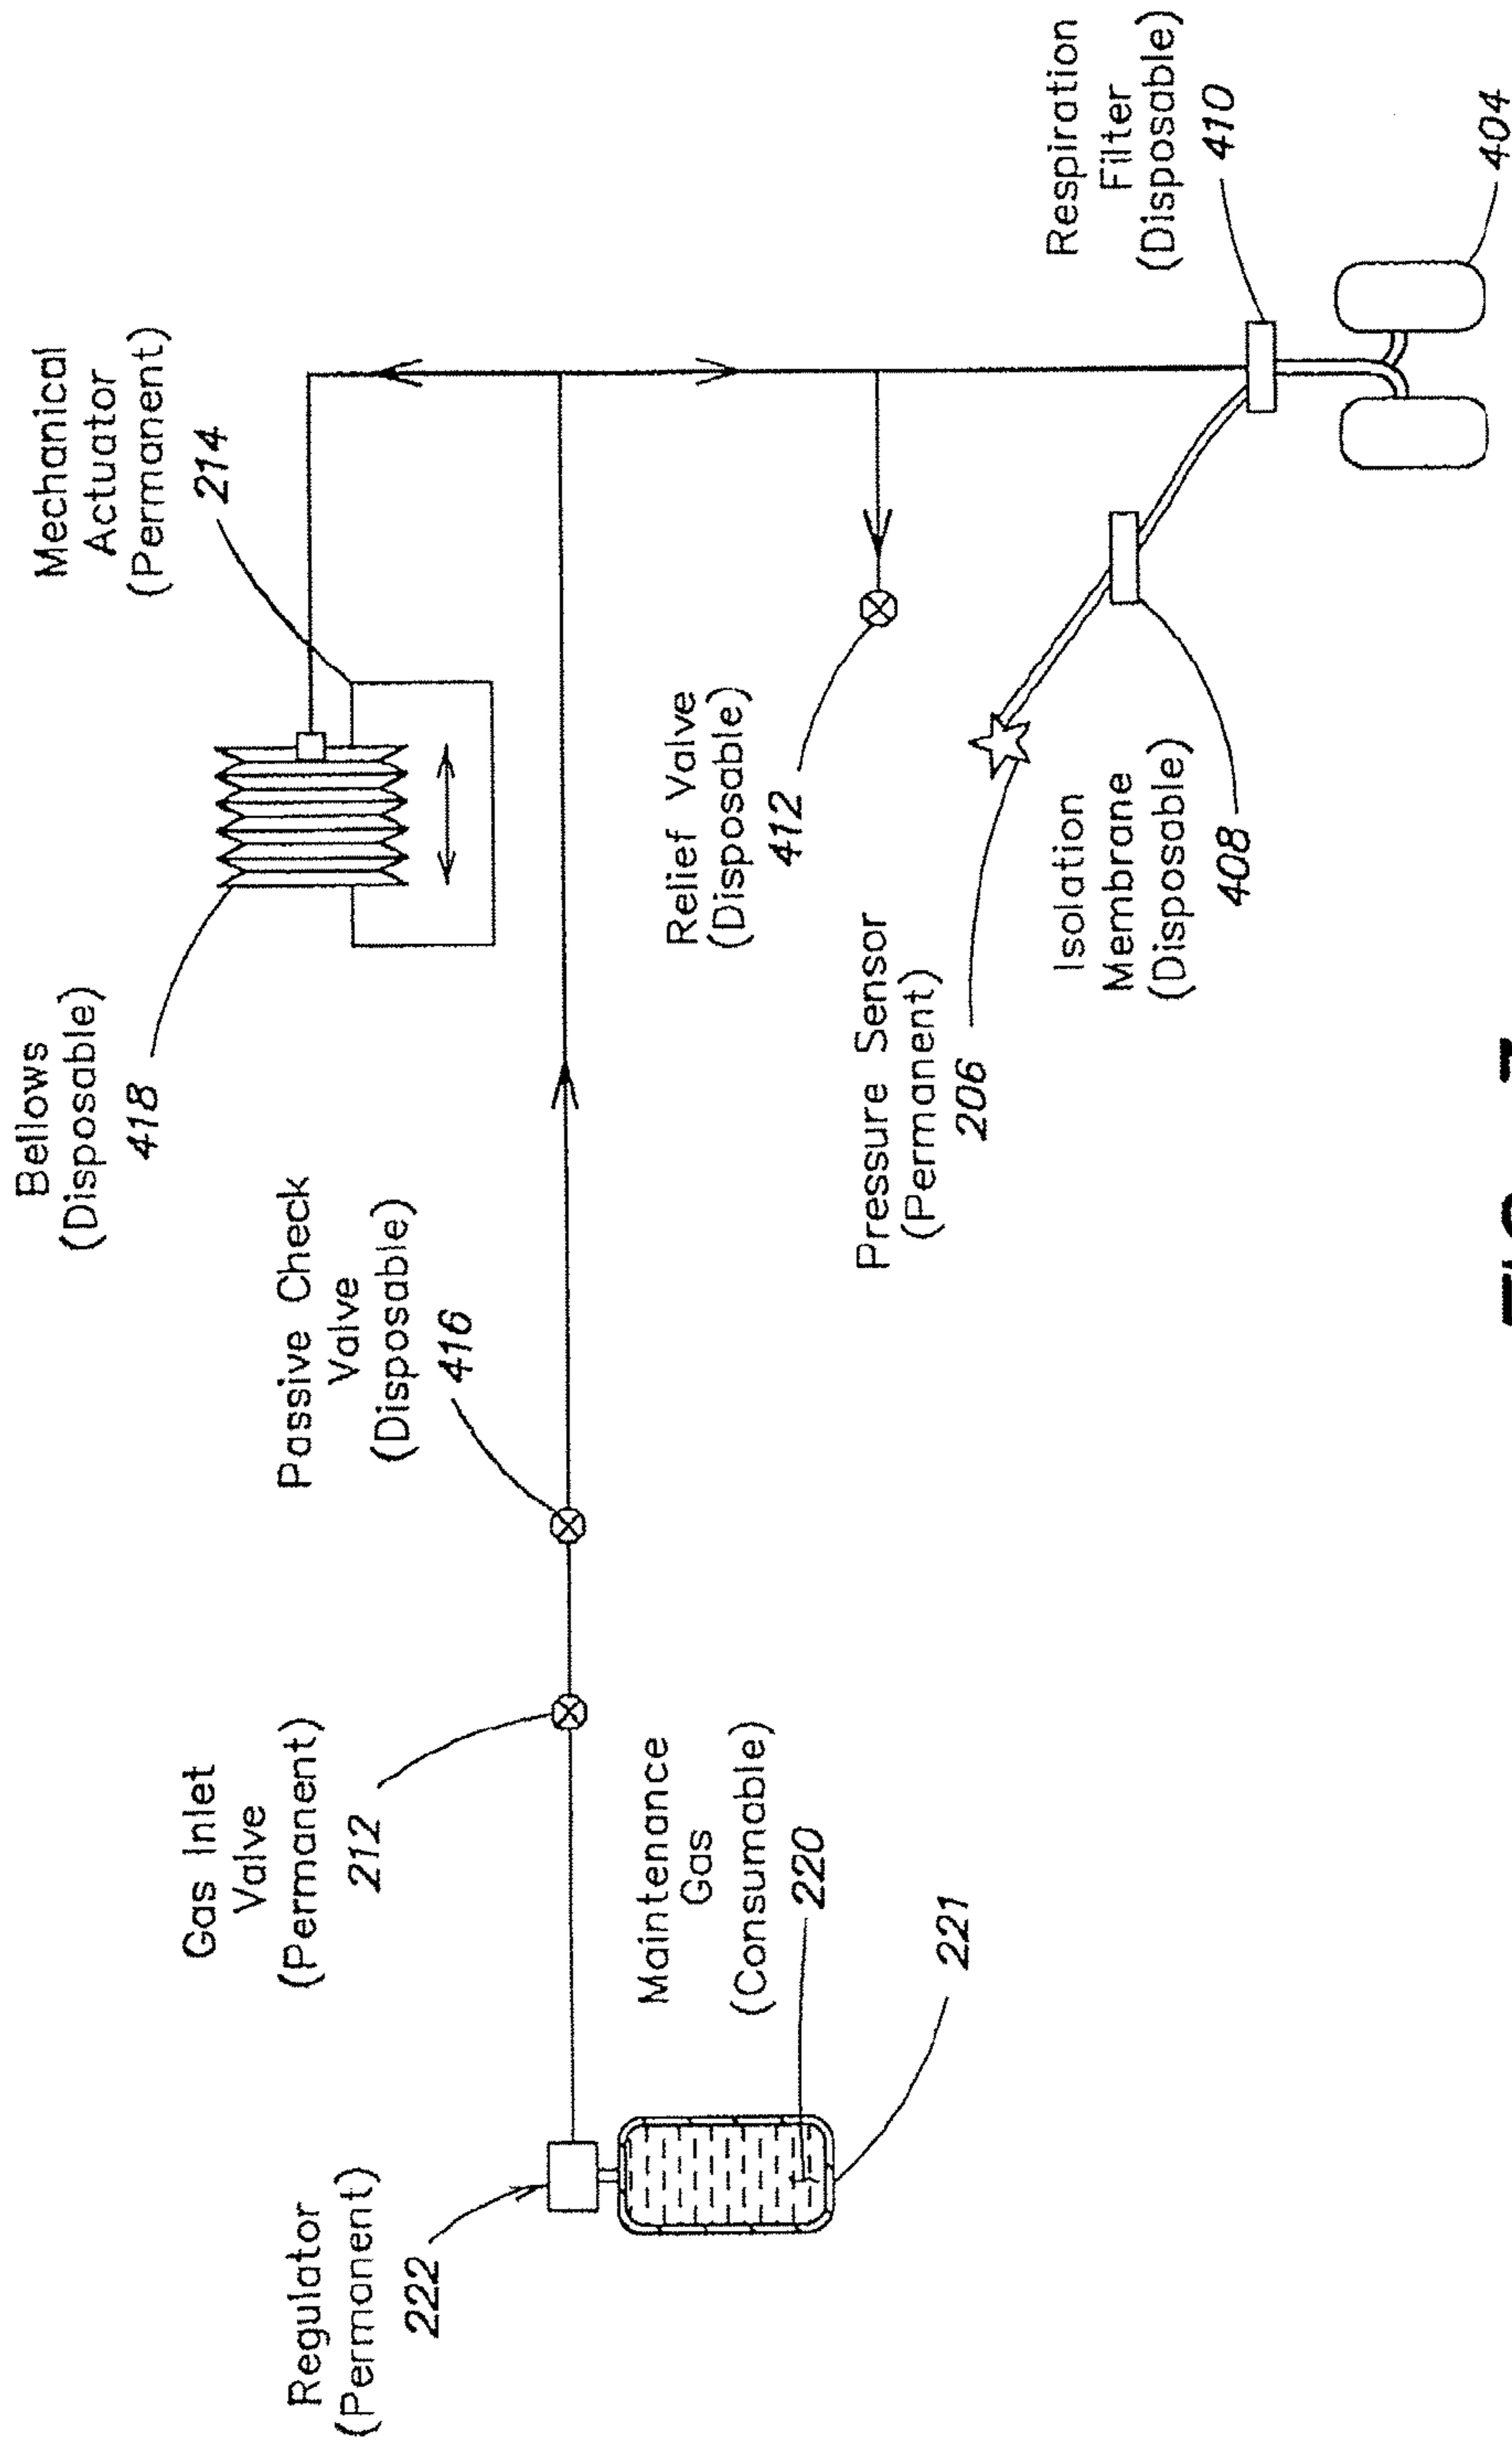 Regulator
(Permanent)
222
Gas Inlet
Valve
(Permanent)
212
Passive Check
Valve
(Disposable)
416
Bellows
(Disposable)
418
Mechanical
Actuator
(Permanent)
214
Maintenance
Gas
(Consumable)
220
221
Relief Valve
(Disposable)
412
Pressure Sensor
(Permanent)
206
Isolation
Membrane
(Disposable)
408
Respiration
Filter
(Disposable)
410
404